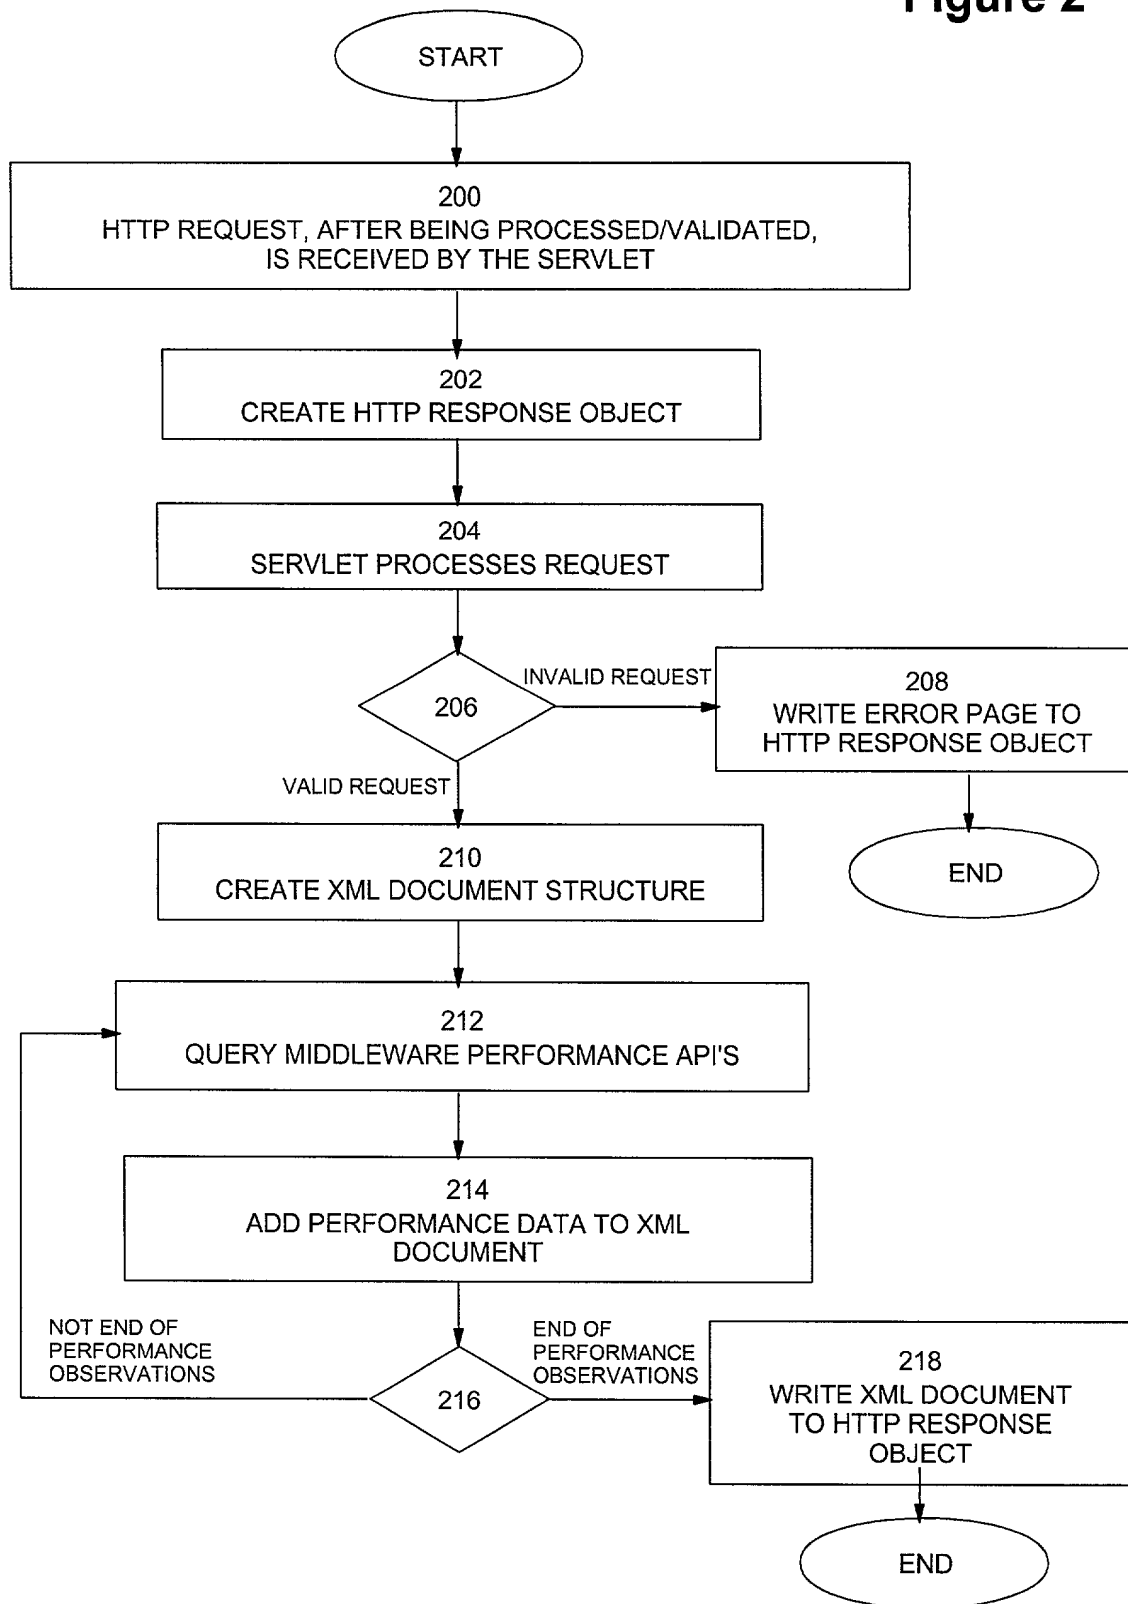 Figure 2
START
200
HTTP REQUEST, AFTER BEING PROCESSED/VALIDATED,
IS RECEIVED BY THE SERVLET
202
CREATE HTTP RESPONSE OBJECT
204
SERVLET PROCESSES REQUEST
206
INVALID REQUEST
208
WRITE ERROR PAGE TO
HTTP RESPONSE OBJECT
END
VALID REQUEST
210
CREATE XML DOCUMENT STRUCTURE
212
QUERY MIDDLEWARE PERFORMANCE API'S
214
ADD PERFORMANCE DATA TO XML
DOCUMENT
NOT END OF
PERFORMANCE
OBSERVATIONS
216
END OF
PERFORMANCE
OBSERVATIONS
218
WRITE XML DOCUMENT
TO HTTP RESPONSE
OBJECT
END